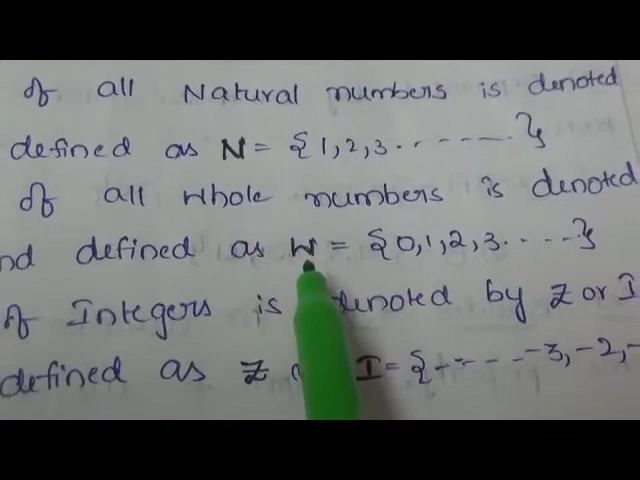 of all Natural numbers is denoted
defined as N = {1, 2, 3. . . . . . . . . . . }
of all whole numbers is denoted
nd defined as W = {0, 1, 2, 3. . . . . }
of Integers is denoted by Z or I
defined as Z I = {- - . . . . -3, -2, -